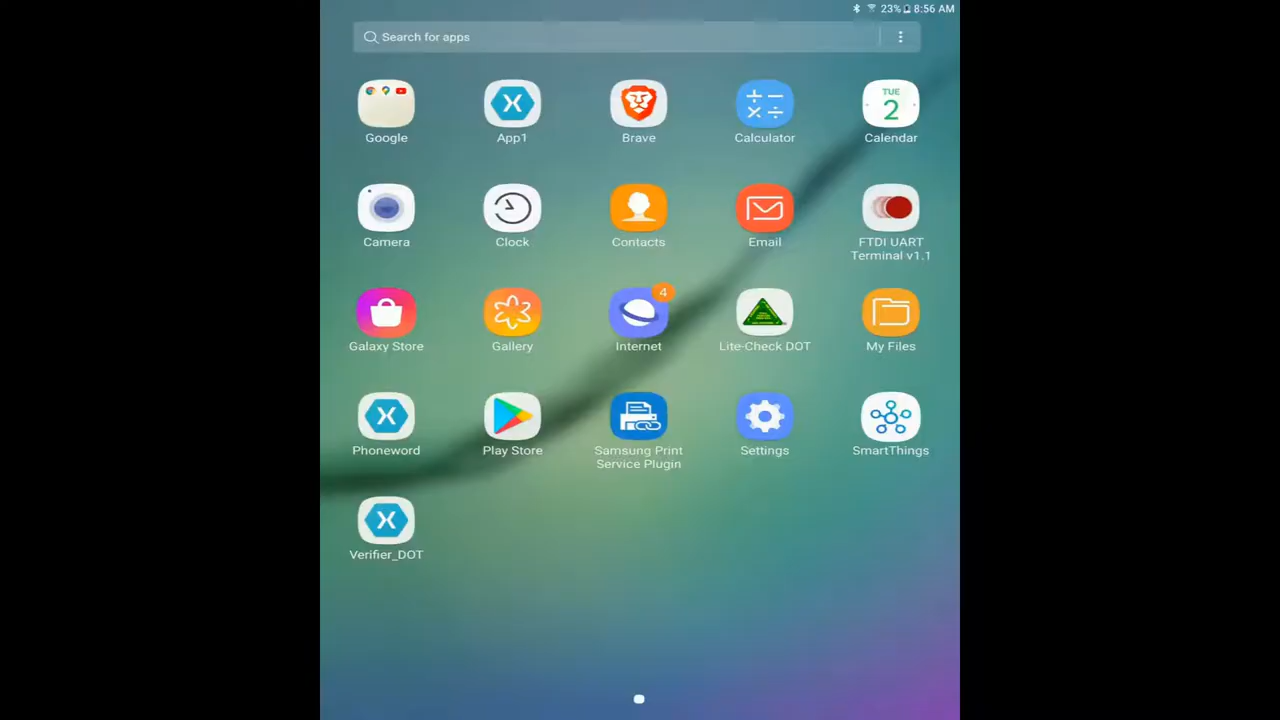 23% 8:56 AM
Search for apps
Google
App1
Brave
Calculator
TUE
2
Calendar
Camera
Clock
Contacts
Email
FTDI UART
Terminal v1.1
Galaxy Store
Gallery
4
Internet
Lite-Check DOT
My Files
Phoneword
Play Store
Samsung Print
Service Plugin
Settings
SmartThings
Verifier_DOT